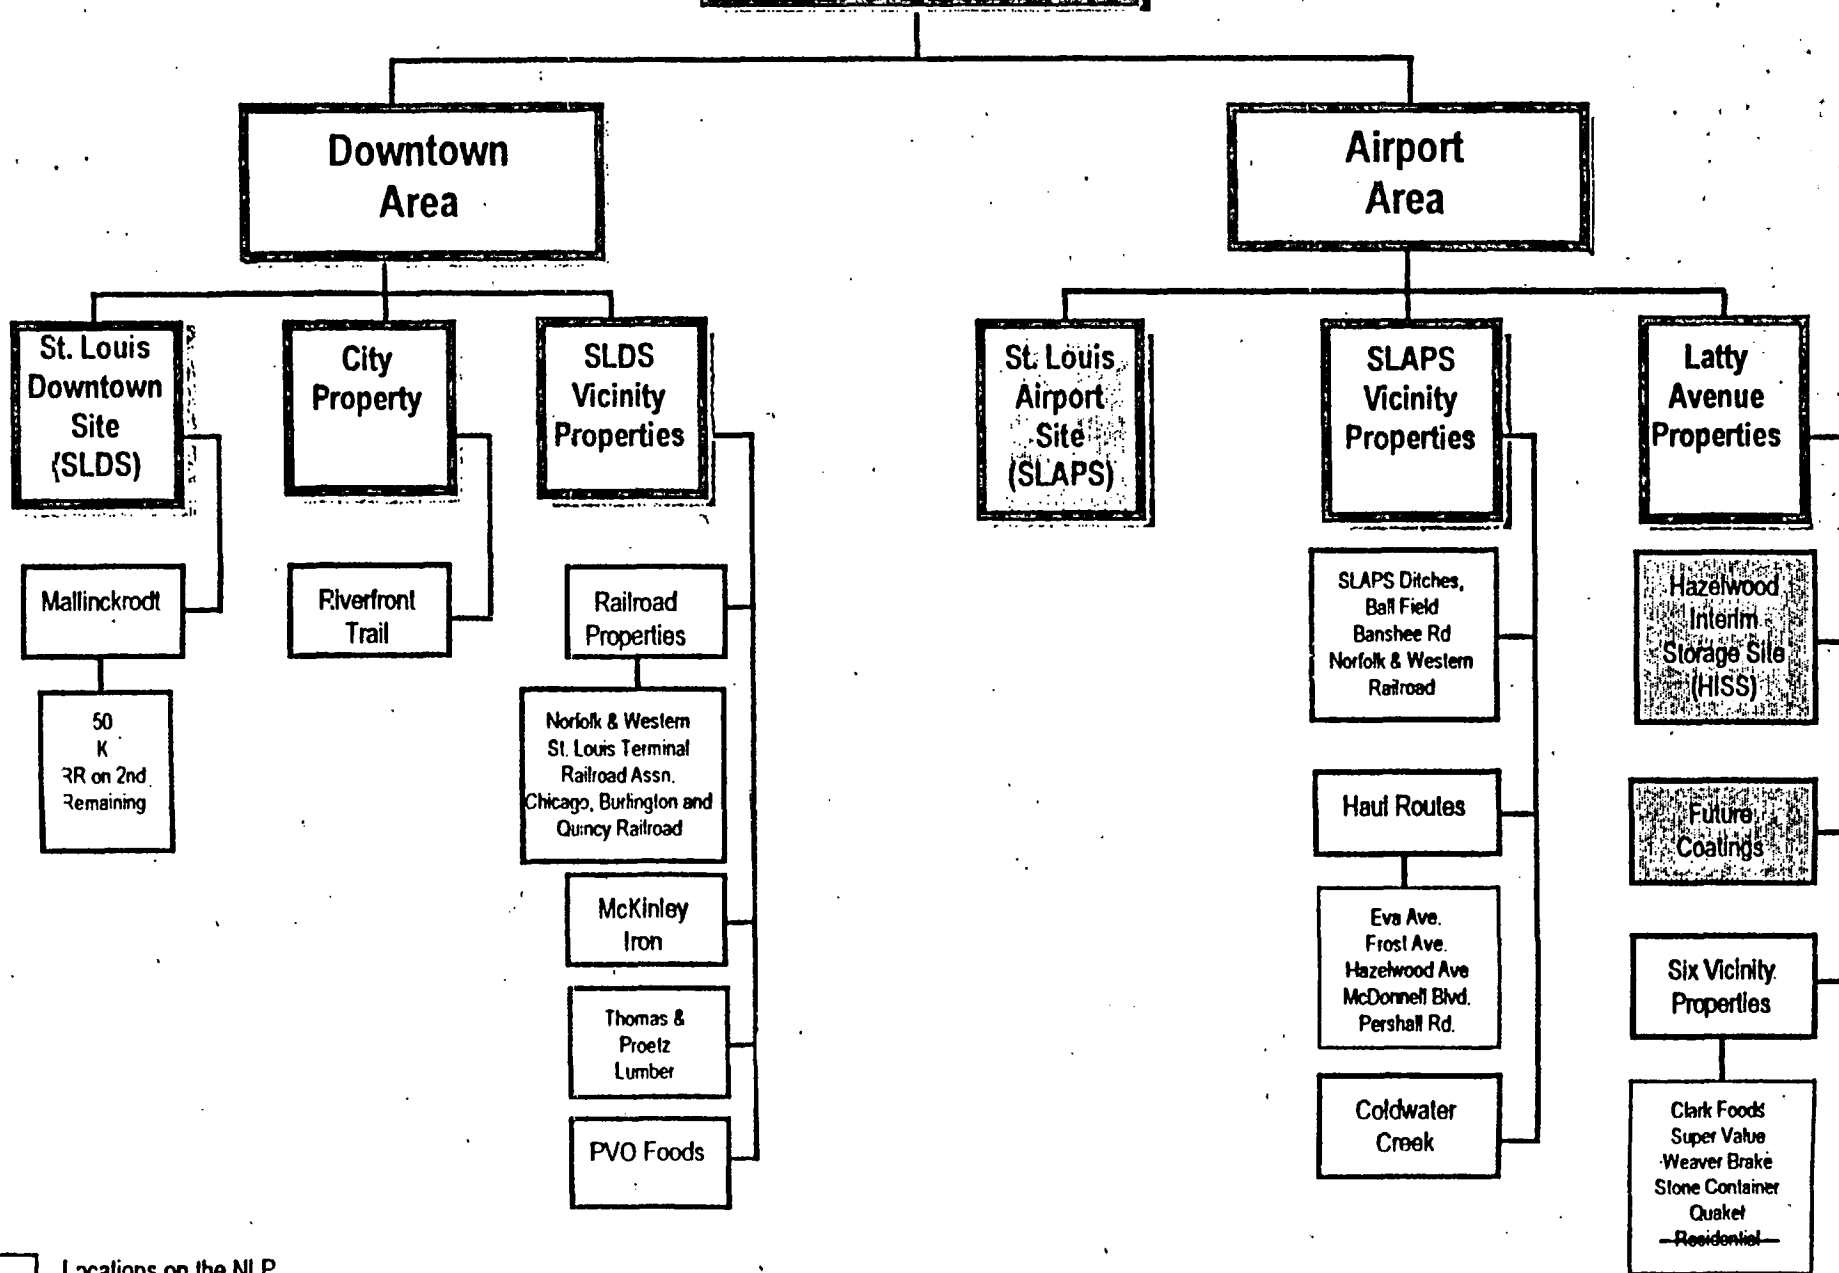 Downtown
Area
Airport
Area
St. Louis
Downtown
Site
(SLDS)
City
Property
SLDS
Vicinity
Properties
St. Louis
Airport
Site
(SLAPS)
SLAPS
Vicinity
Properties
Latty
Avenue
Properties
Mallinckrodt
50
K
RR on 2nd
Remaining
Riverfront
Trail
Railroad
Properties
Norfolk & Western
St. Louis Terminal
Railroad Assn.
Chicago, Burlington and
Quincy Railroad
McKinley
Iron
Thomas &
Proetz
Lumber
PVO Foods
SLAPS Ditches,
Ball Field
Banshee Rd
Norfolk & Western
Railroad
Haul Routes
Eva Ave.
Frost Ave.
Hazelwood Ave
McDonnell Blvd.
Pershall Rd.
Coldwater
Creek
Hazelwood
Interim
Storage Site
(HISS)
Future
Coatings
Six Vicinity
Properties
Clark Foods
Super Value
Weaver Brake
Stone Container
Quaker
Residential
Locations on the NLP